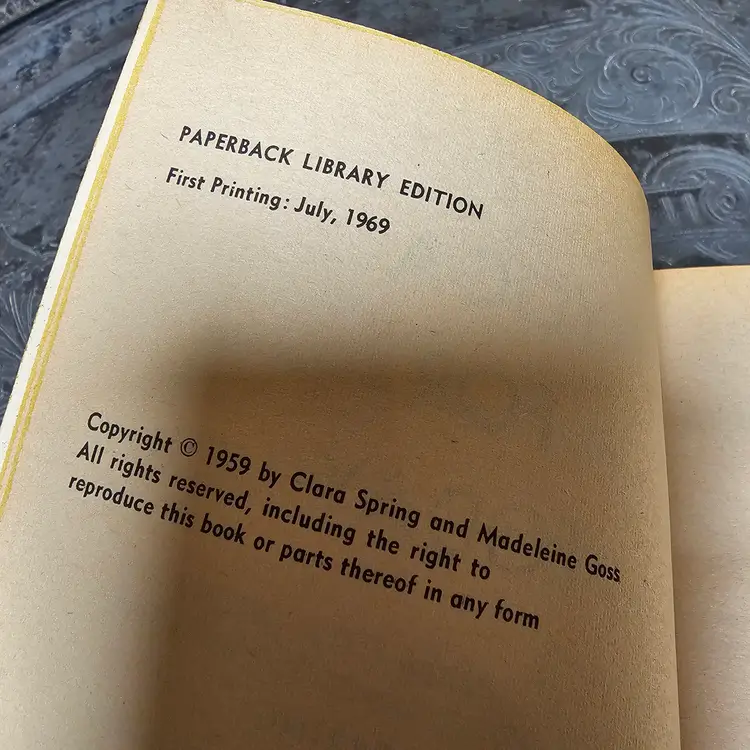 PAPERBACK LIBRARY EDITION
First Printing: July, 1969
Copyright © 1959 by Clara Spring and Madeleine Goss
All rights reserved, including the right to
reproduce this book or parts thereof in any form